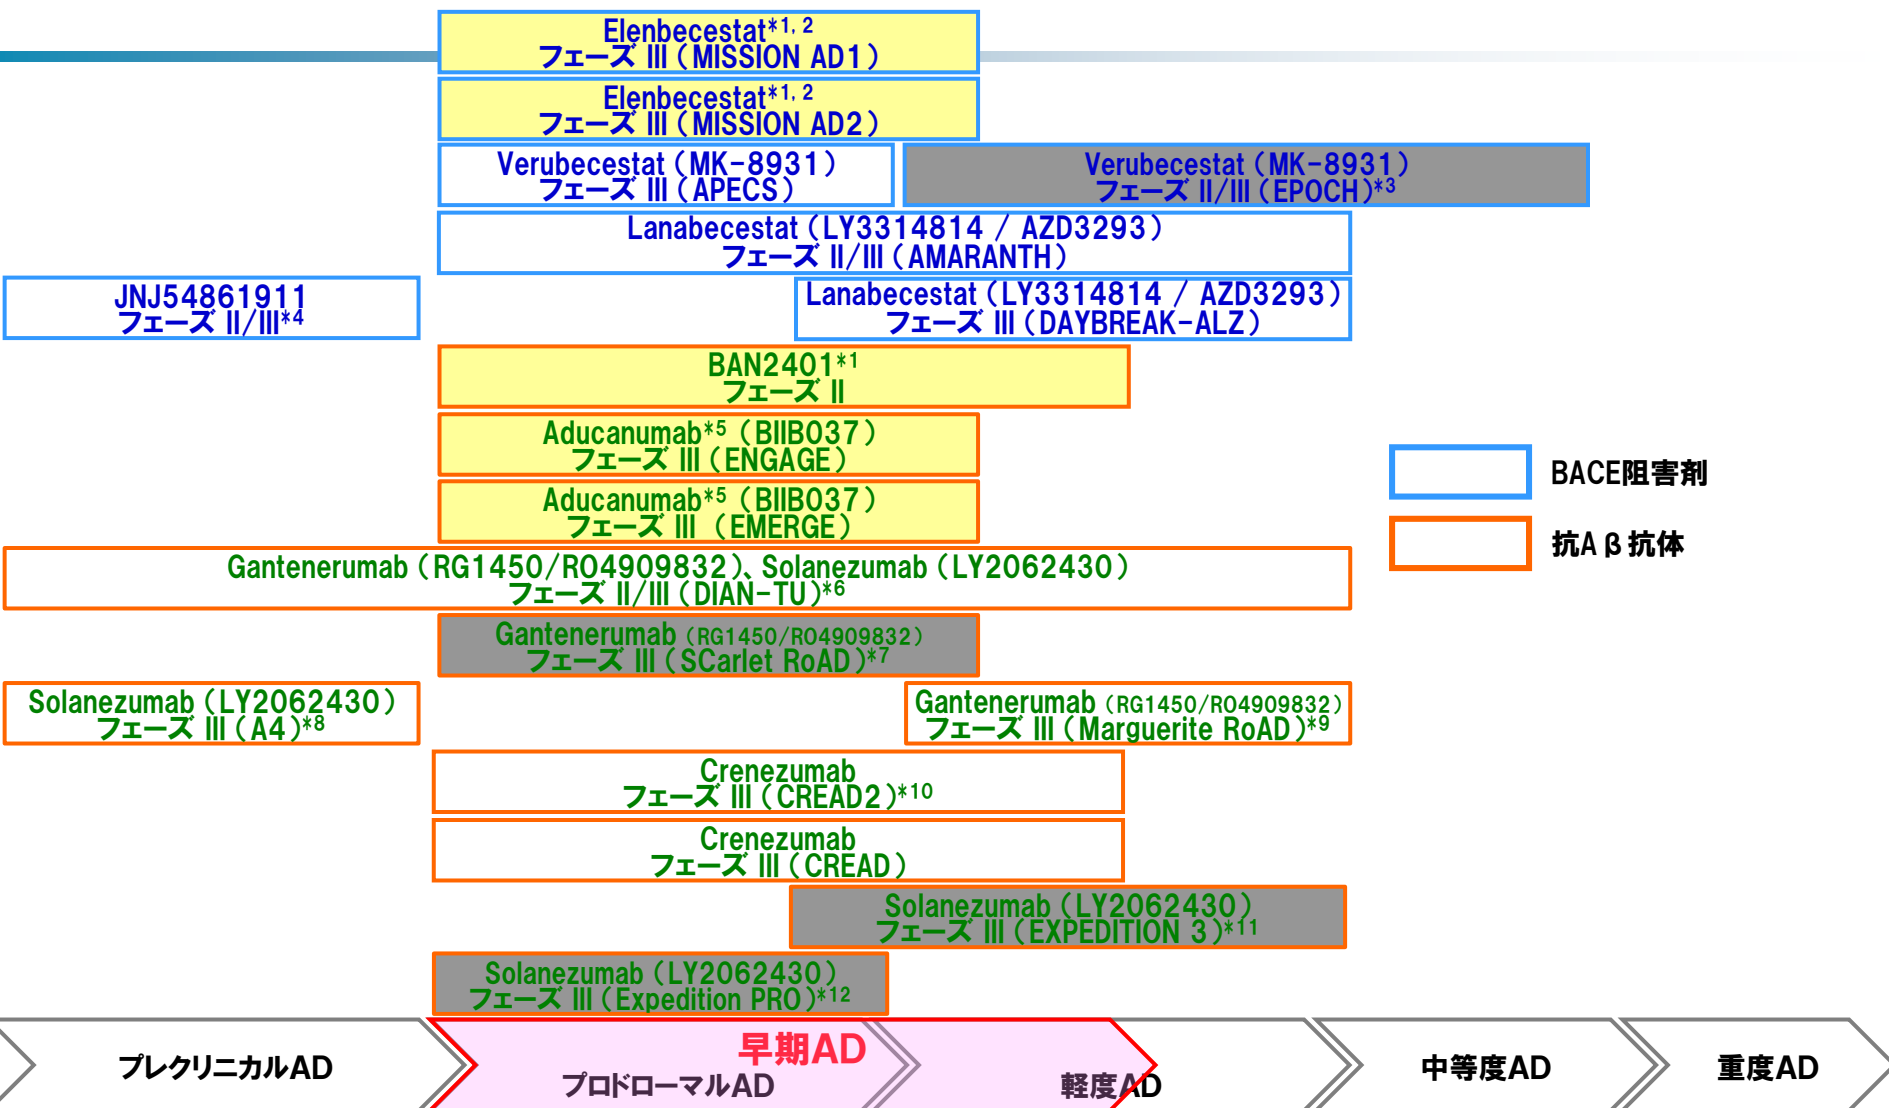 Elenbecestat*1, 2
フェーズ III（MISSION AD1）
Elenbecestat*1, 2
フェーズ III（MISSION AD2）
Verubecestat（MK-8931）
フェーズ III（APECS）
Verubecestat（MK-8931）
フェーズ II/III（EPOCH）*3
Lanabecestat（LY3314814 / AZD3293）
フェーズ II/III（AMARANTH）
JNJ54861911
フェーズ II/III*4
Lanabecestat（LY3314814 / AZD3293）
フェーズ III（DAYBREAK-ALZ）
BAN2401*1
フェーズ II
Aducanumab*5（BIIB037）
フェーズ III（ENGAGE）
Aducanumab*5（BIIB037）
フェーズ III （EMERGE）
BACE阻害剤
抗Aβ抗体
Gantenerumab（RG1450/RO4909832）、Solanezumab（LY2062430）
フェーズ II/III（DIAN-TU）*6
Gantenerumab（RG1450/RO4909832）
フェーズ III（SCarlet RoAD）*7
Solanezumab（LY2062430）
フェーズ III（A4）*8
Gantenerumab（RG1450/RO4909832）
フェーズ III（Marguerite RoAD）*9
Crenezumab
フェーズ III（CREAD2）*10
Crenezumab
フェーズ III（CREAD）
Solanezumab（LY2062430）
フェーズ III（EXPEDITION 3）*11
Solanezumab（LY2062430）
フェーズ III（Expedition PRO）*12
早期AD
プレクリニカルAD
プロドローマルAD
軽度AD
中等度AD
重度AD